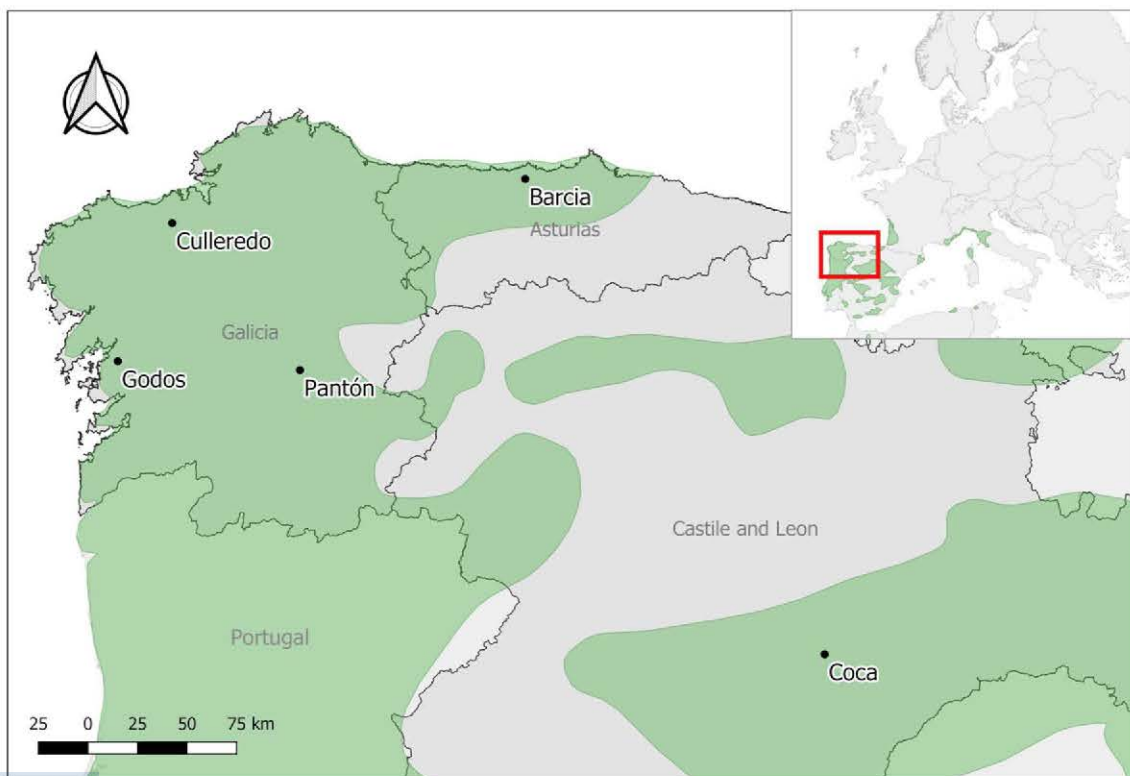 Barcia
Culleredo
Asturias
Galicia
Godos
Pantón
Castile and Leon
Portugal
Coca
25 0 25 50 75 km